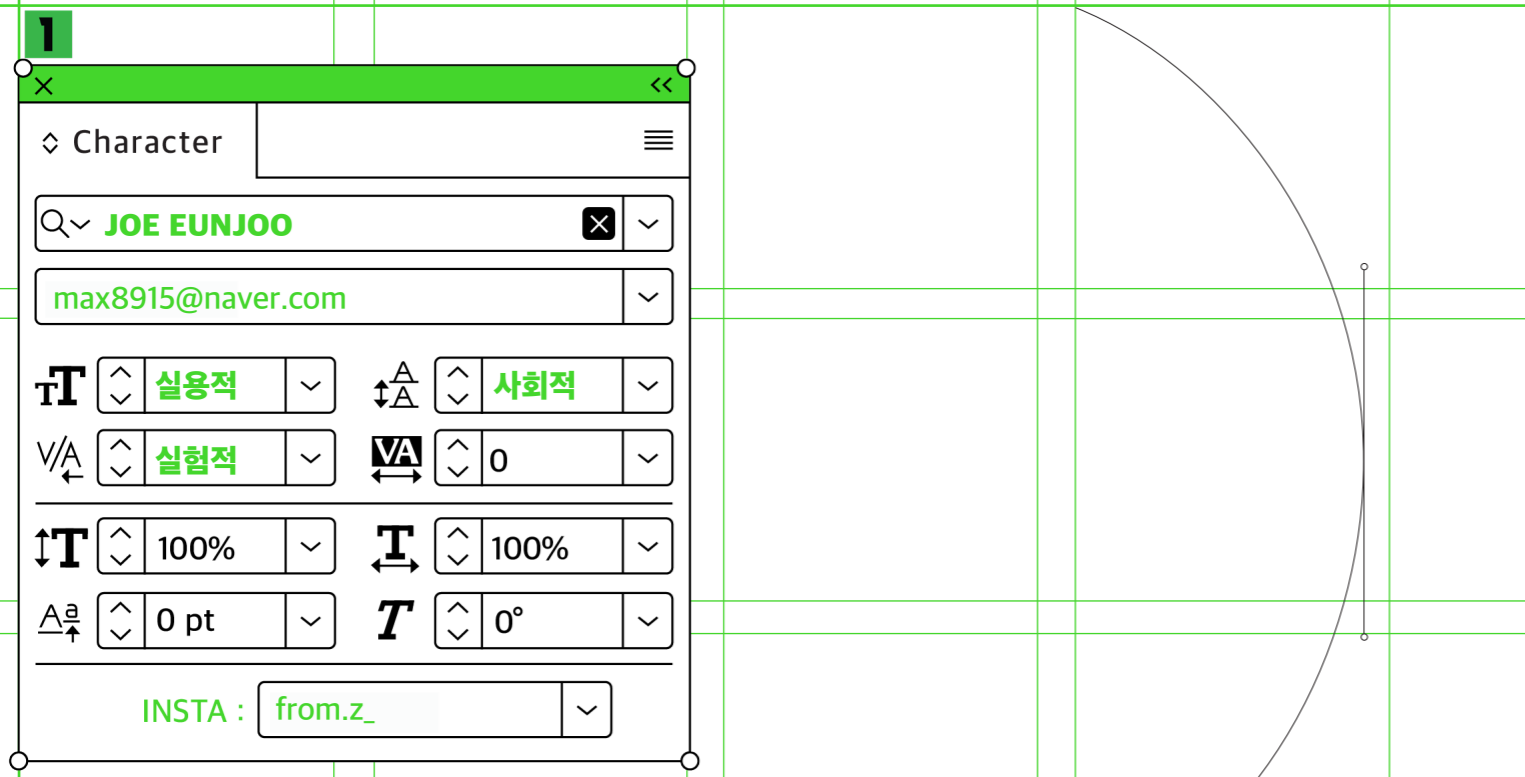 1
Character
JOE EUNJOO
max8915@naver.com
실용적 사회적
실험적 0
100% 100%
0 pt 0°
INSTA : from.z_